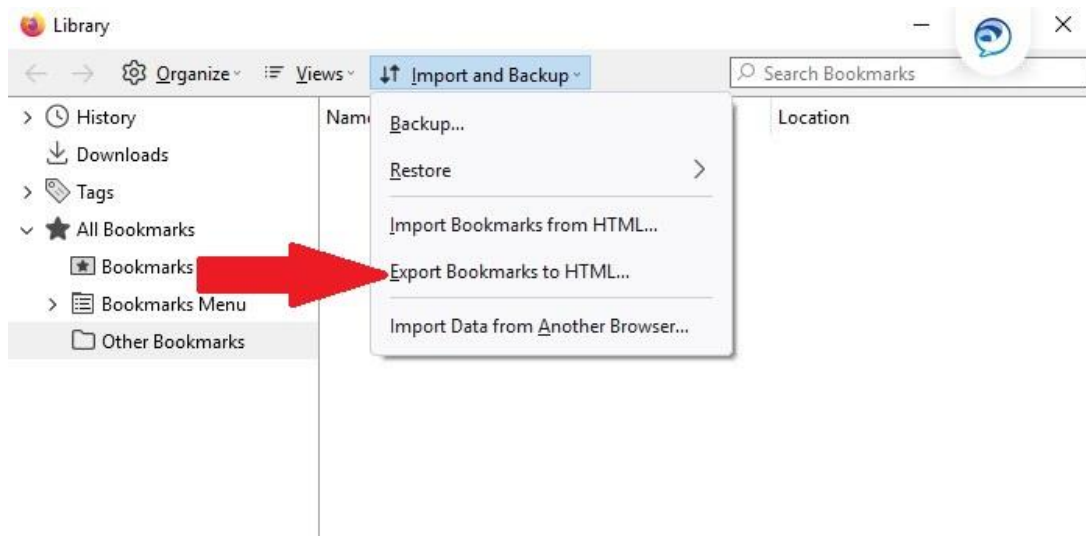 Library
Organize Views Import and Backup Search Bookmarks
History
Downloads
Tags
All Bookmarks
Bookmarks
Bookmarks Menu
Other Bookmarks
Name Location
Backup...
Restore
Import Bookmarks from HTML...
Export Bookmarks to HTML...
Import Data from Another Browser...